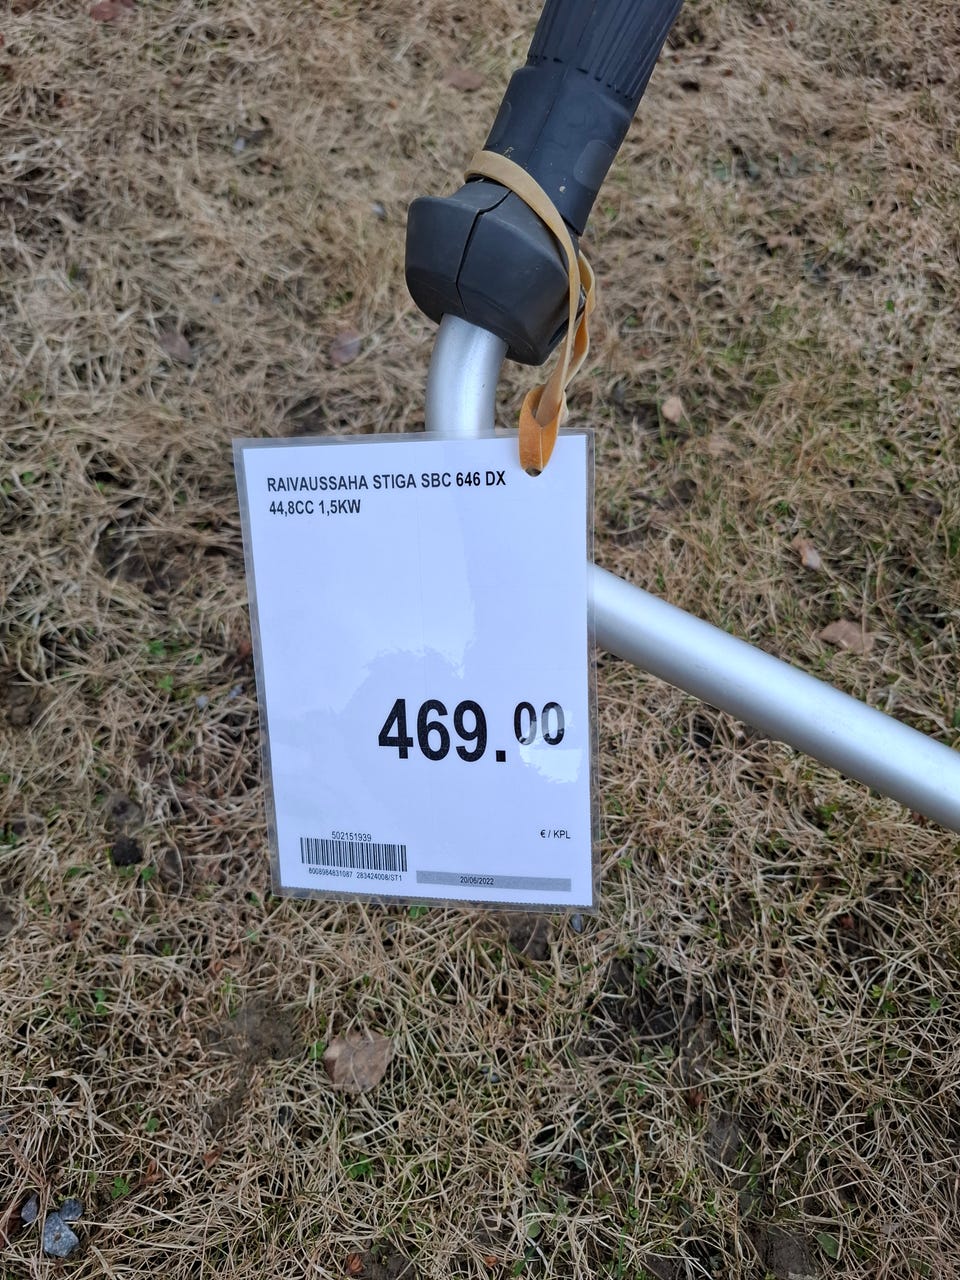 RAIVAUSSAHA STIGA SBC 646 DX
44,8CC 1,5KW
469.00
502151939
€ / KPL
8008984831087 283424008/ST1
20/06/2022